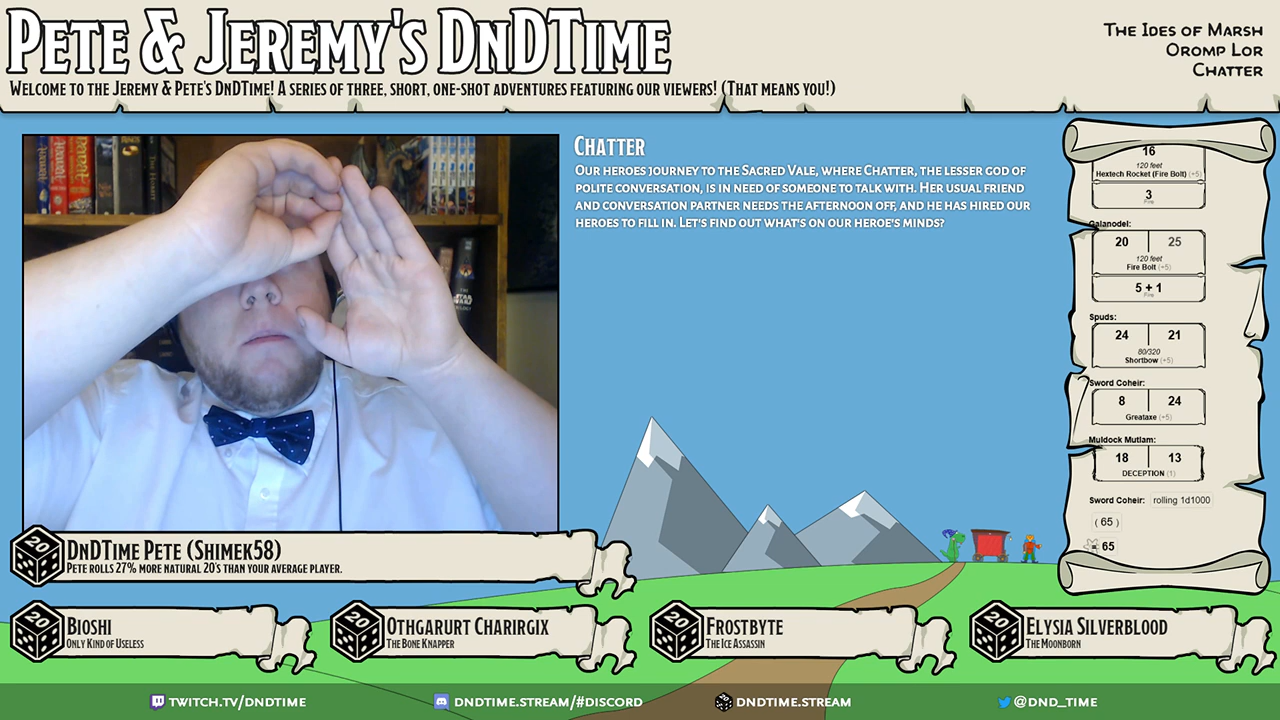 Pete & Jeremy's DnDTime
Welcome to the Jeremy & Pete's DnDTime! A series of three, short, one-shot adventures featuring our viewers! (That means you!)
The Ides of Marsh
Oromp Lor
Chatter
Chatter
Our heroes journey to the Sacred Vale, where Chatter, the lesser god of
polite conversation, is in need of someone to talk with. Her usual friend
and conversation partner needs the afternoon off, and he has hired our
heroes to fill in. Let's find out what's on our heroe's minds?
16
120 feet
Hextech Rocket (Fire Bolt) (+5)
3
Fire
Galanodel:
20 25
120 feet
Fire Bolt (+5)
5 + 1
Fire
Spuds:
24 21
80/320
Shortbow (+5)
Sword Coheir:
8 24
Greataxe (+5)
Muldock Mutlam:
18 13
DECEPTION (1)
Sword Coheir: rolling 1d1000
(65)
65
STAR WARS
20
DnDTime Pete (Shimek58)
Pete rolls 27% more natural 20's than your average player.
20
Bioshi
Only Kind of Useless
20
Othgarurt Charirgix
The Bone Knapper
20
Frostbyte
The Ice Assassin
20
Elysia Silverblood
The Moonborn
twitch.tv/dndtime
dndtime.stream/#discord
dndtime.stream
@dnd_time